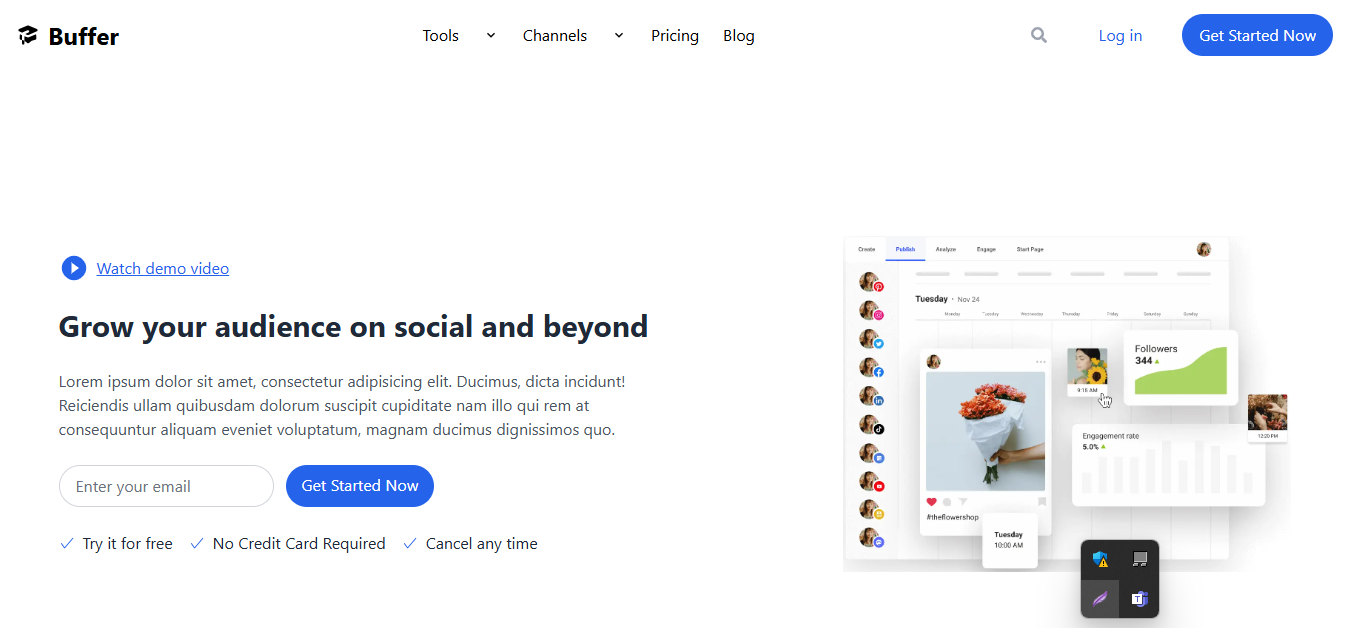 Buffer
Tools
Channels
Pricing
Blog
Log in
Get Started Now
Watch demo video
Grow your audience on social and beyond
Lorem ipsum dolor sit amet, consectetur adipisicing elit. Ducimus, dicta incidunt!
Reiciendis ullam quibusdam dolorum suscipit cupiditate nam illo qui rem at
consequuntur aliquam eveniet voluptatum, magnam ducimus dignissimos quo.
Enter your email
Get Started Now
Try it for free
No Credit Card Required
Cancel any time
Create
Publish
Analyze
Engage
Start Page
Tuesday · Nov 24
Monday
Tuesday
Wednesday
Thursday
Friday
Saturday
Sunday
9:15 AM
Followers
344
12:20 PM
Engagement rate
5.0%
#theflowershop
Tuesday
10:00 AM
T